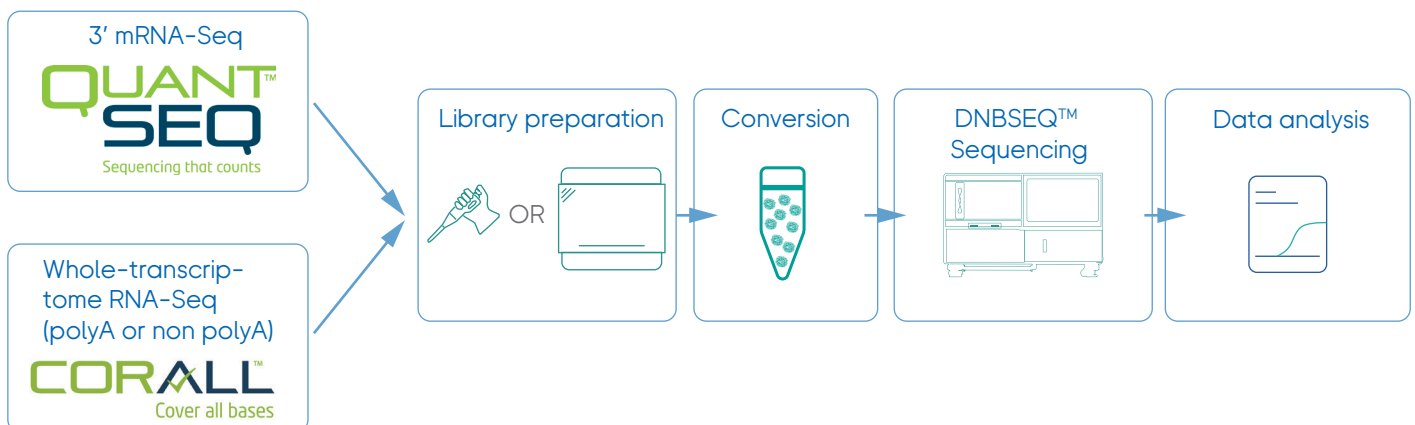 3′ mRNA-Seq
QUANT™
SEQ
Sequencing that counts
Whole-transcrip-
tome RNA-Seq
(polyA or non polyA)
CORALL™
Cover all bases
Library preparation
OR
Conversion
DNBSEQ™
Sequencing
Data analysis